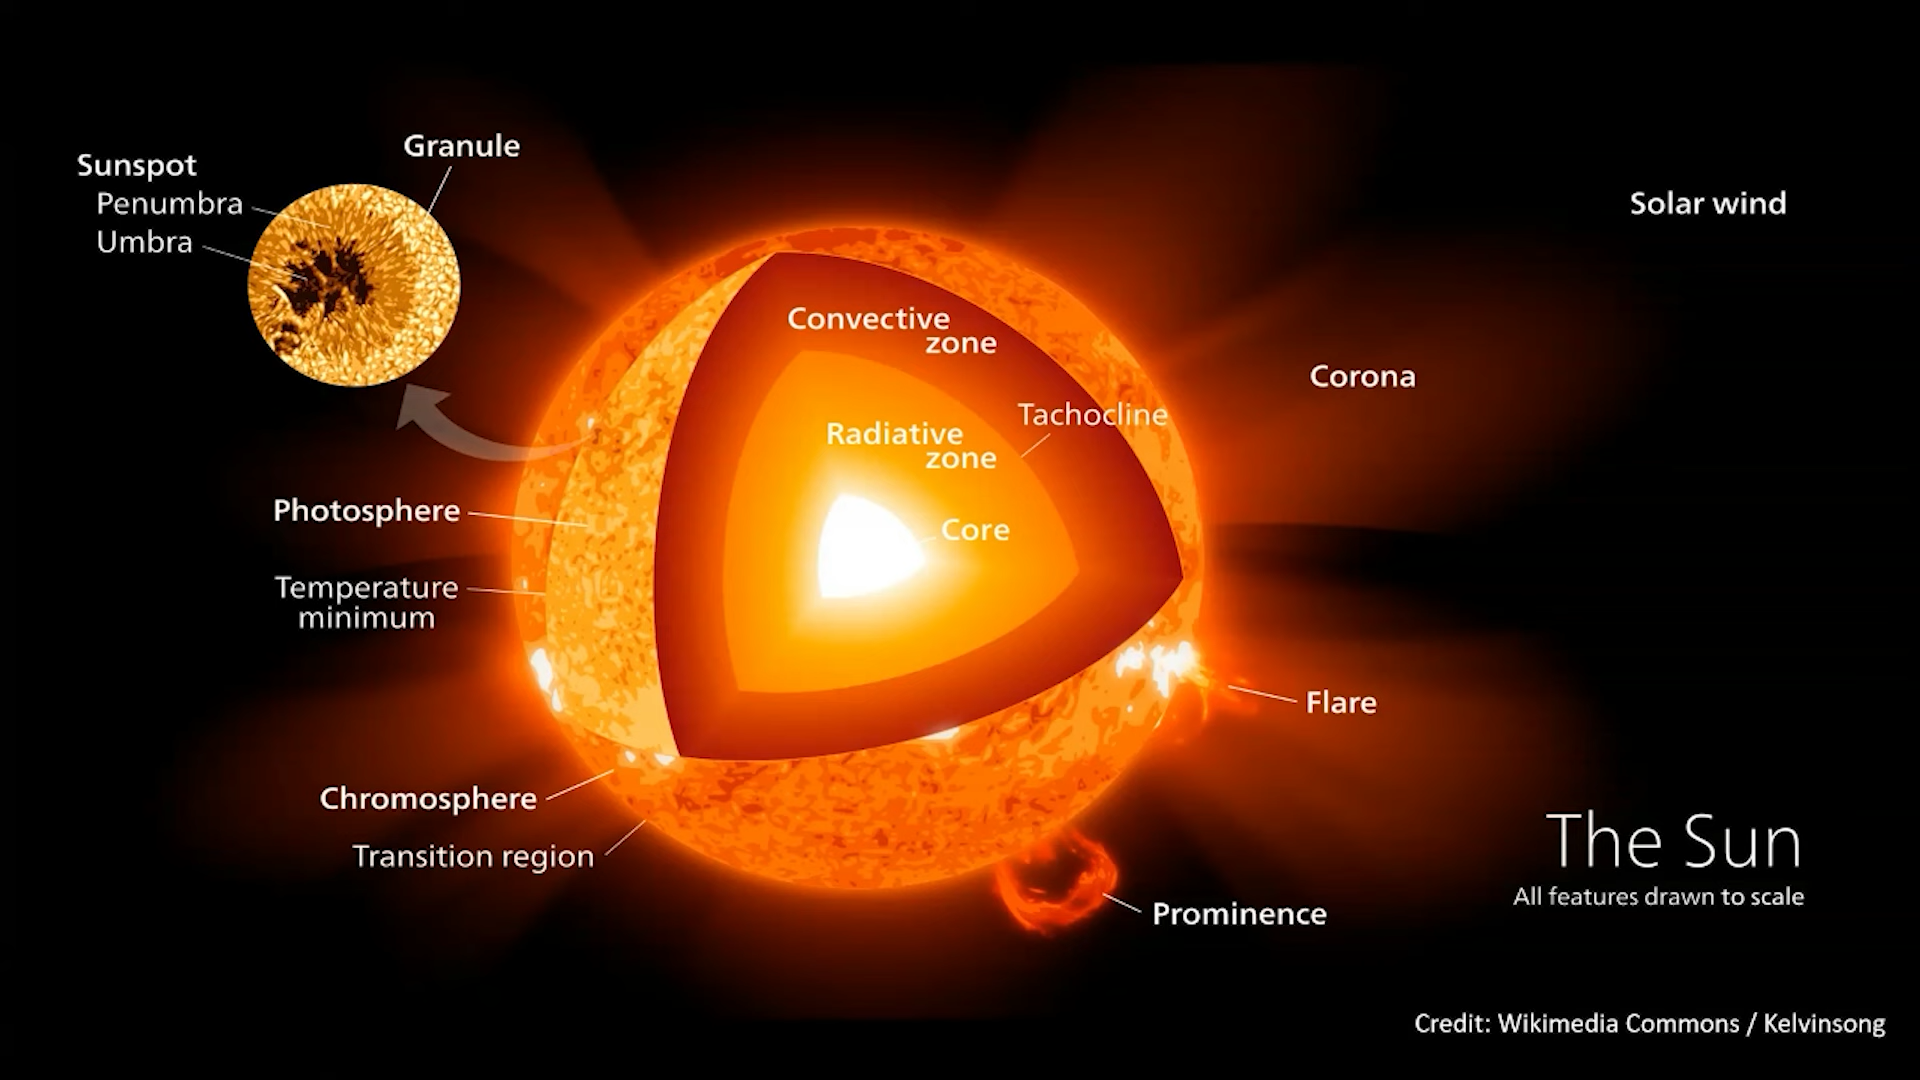 Granule
Sunspot
Penumbra
Umbra
Solar wind
Convective
zone
Corona
Tachocline
Radiative
zone
Photosphere
Core
Temperature
minimum
Flare
Chromosphere
Transition region
The Sun
All features drawn to scale
Prominence
Credit: Wikimedia Commons / Kelvinsong